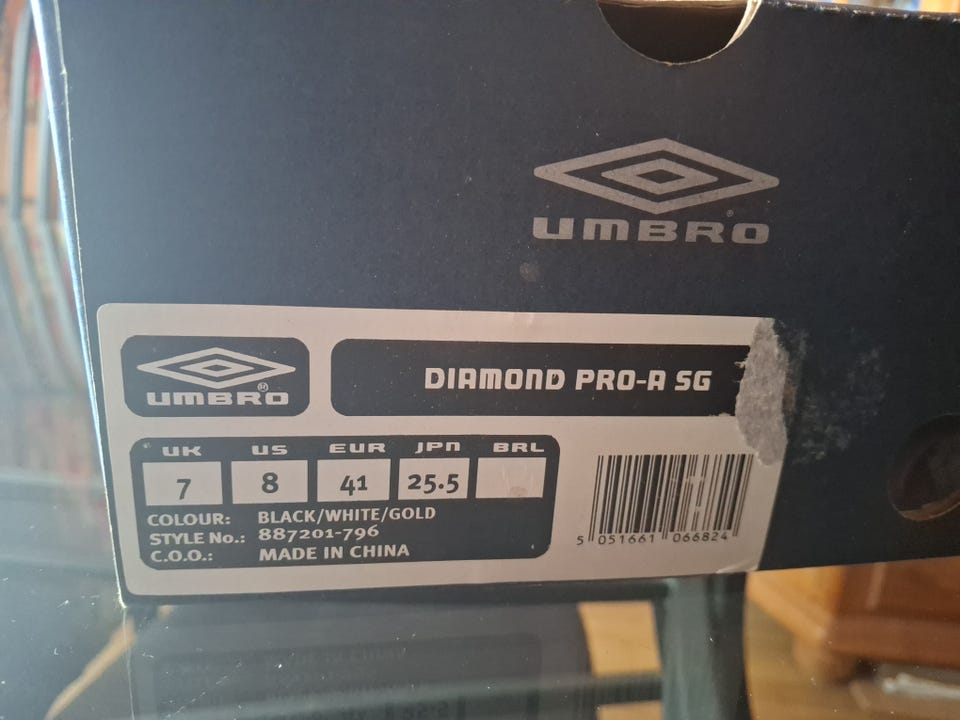 UMBRO
UMBRO
DIAMOND PRO-A SG
UK US EUR JPN BRL
7 8 41 25.5
COLOUR: BLACK/WHITE/GOLD
STYLE No.: 887201-796
C.O.O.: MADE IN CHINA
5 051661 066824